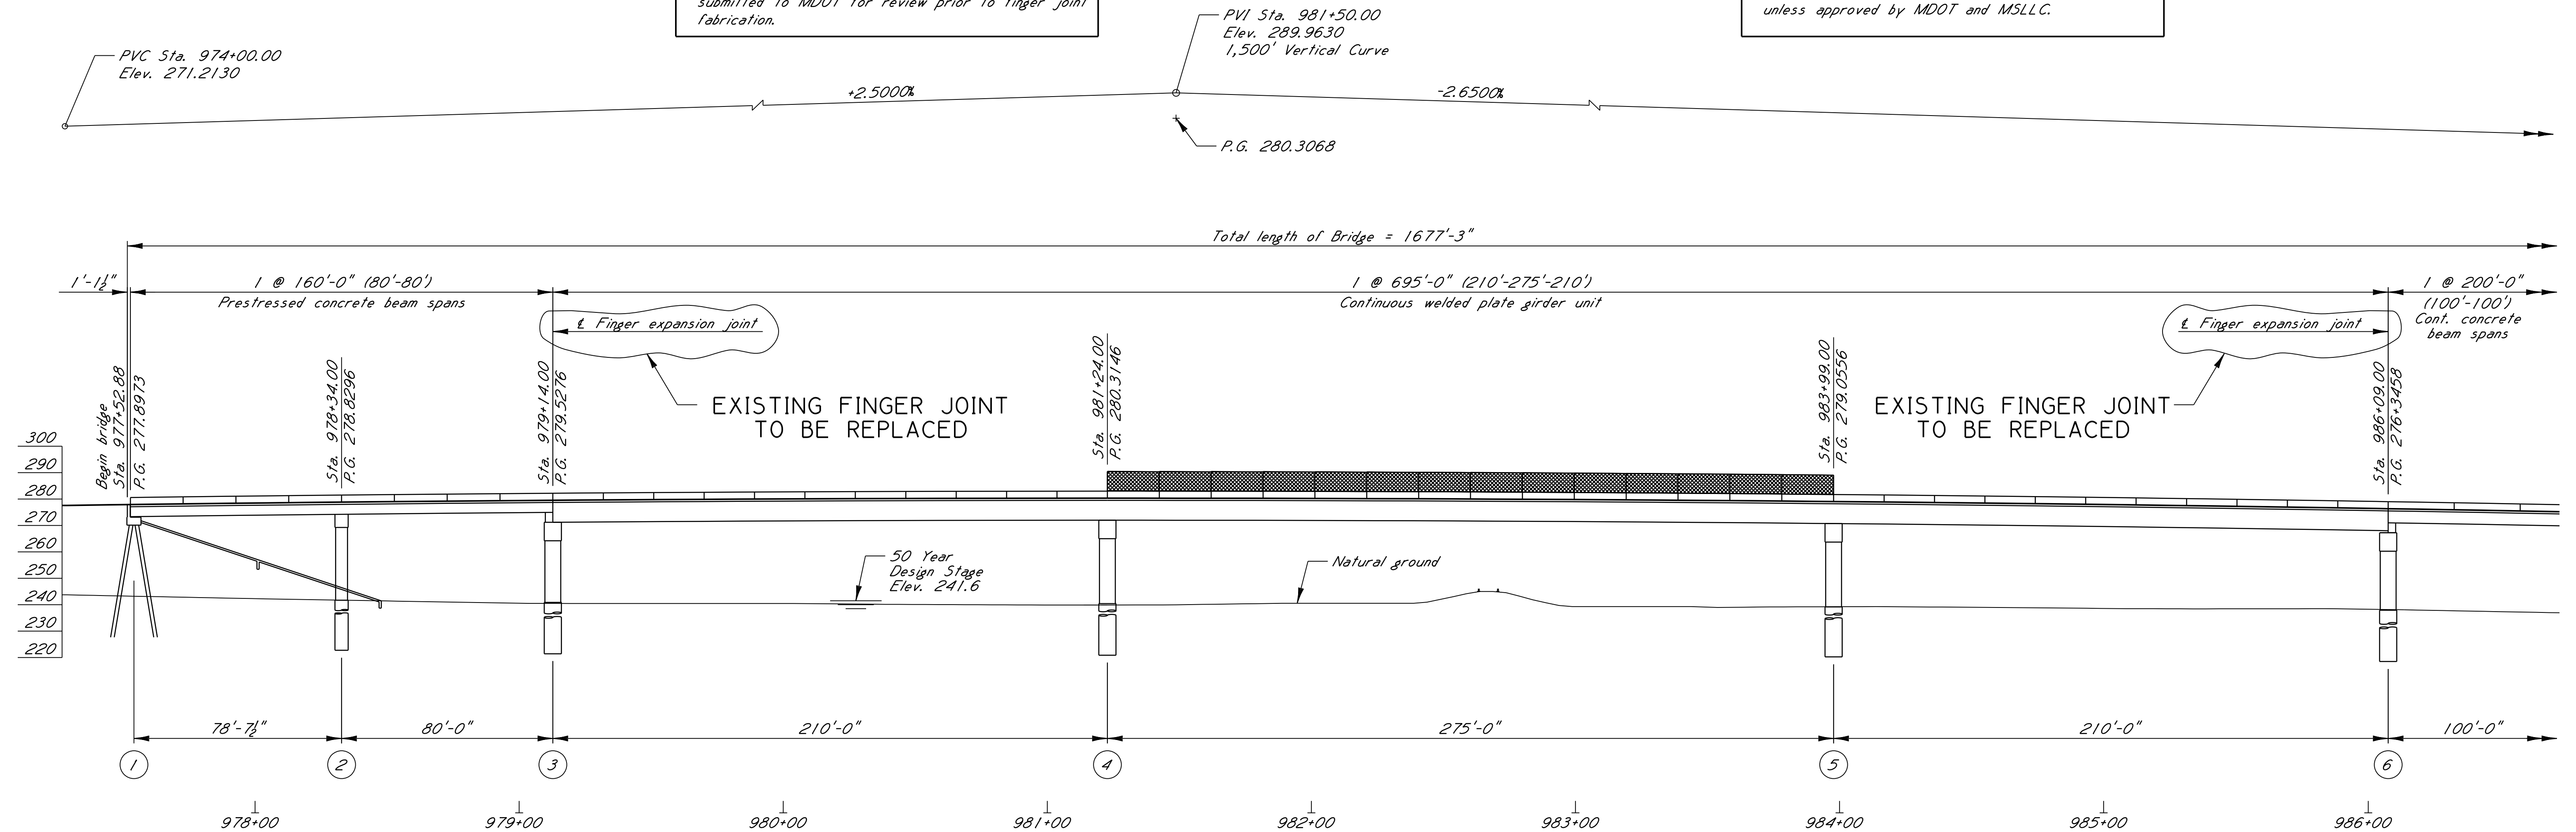 submitted to MDOT for review prior to finger joint
fabrication.
unless approved by MDOT and MSLLC.
PVC Sta. 974+00.00
Elev. 271.2130
PVI Sta. 981+50.00
Elev. 289.9630
1,500' Vertical Curve
+2.5000%
-2.6500%
P.G. 280.3068
Total length of Bridge = 1677'-3"
1'-1½"
1 @ 160'-0" (80'-80')
Prestressed concrete beam spans
1 @ 695'-0" (210'-275'-210')
Continuous welded plate girder unit
1 @ 200'-0"
(100'-100')
Cont. concrete
beam spans
℄ Finger expansion joint
℄ Finger expansion joint
EXISTING FINGER JOINT
TO BE REPLACED
EXISTING FINGER JOINT
TO BE REPLACED
Begin bridge
Sta. 977+52.88
P.G. 277.8973
Sta. 978+34.00
P.G. 278.8296
Sta. 979+14.00
P.G. 279.5276
Sta. 981+24.00
P.G. 280.3146
Sta. 983+99.00
P.G. 279.0556
Sta. 986+09.00
P.G. 276+3458
300
290
280
270
260
250
240
230
220
50 Year
Design Stage
Elev. 241.6
Natural ground
78'-7½"
80'-0"
210'-0"
275'-0"
210'-0"
100'-0"
1
2
3
4
5
6
978+00
979+00
980+00
981+00
982+00
983+00
984+00
985+00
986+00